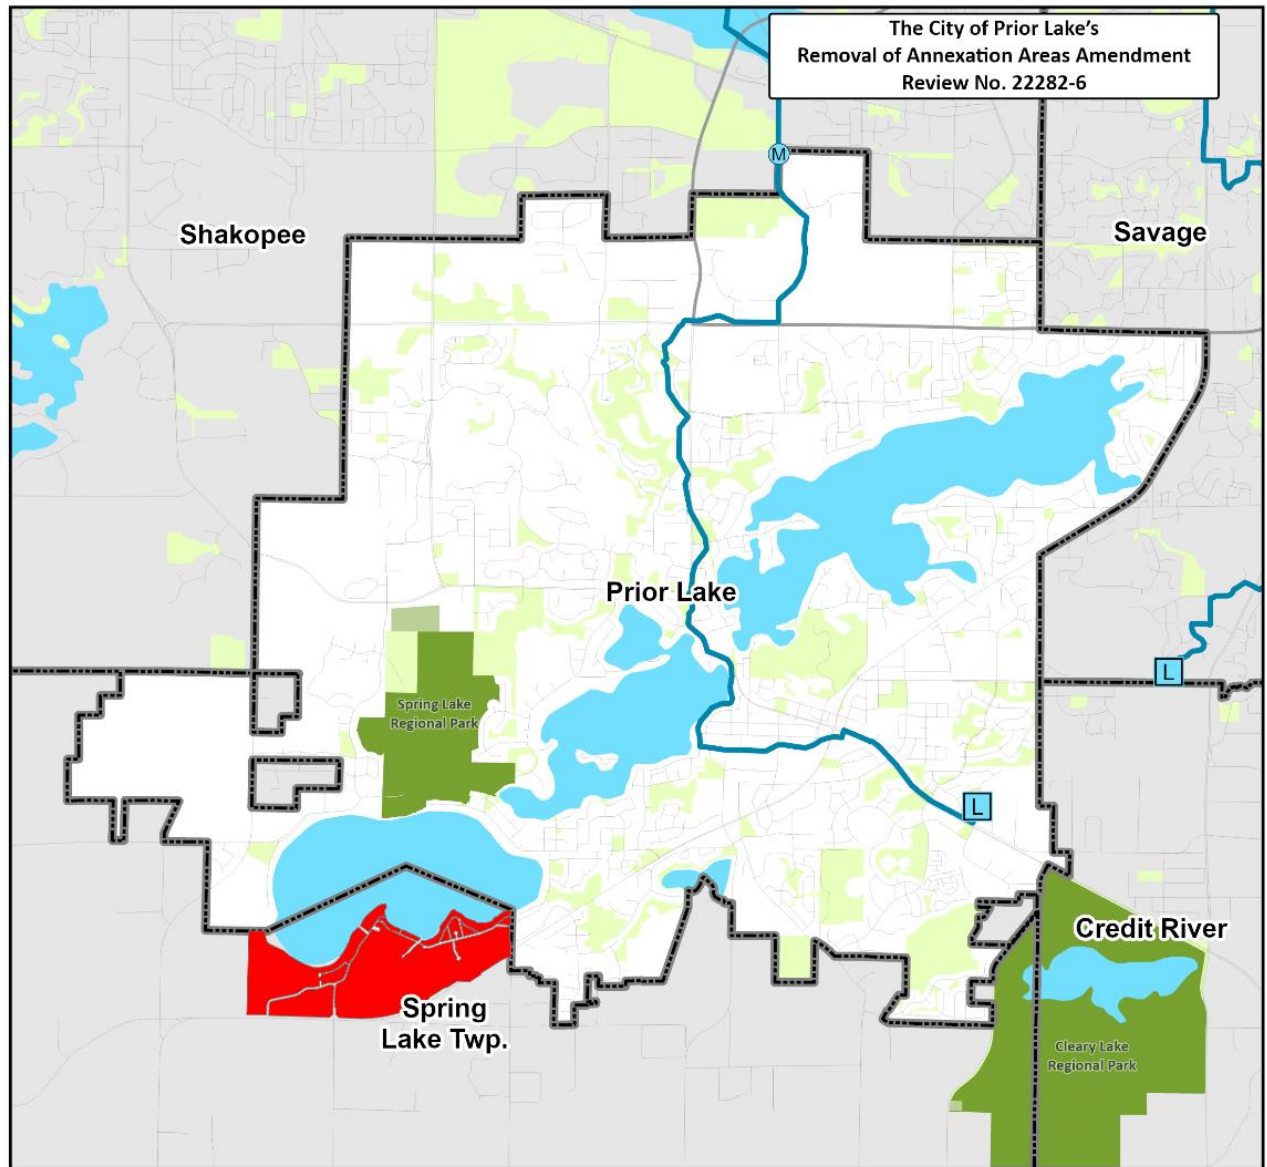 The City of Prior Lake's
Removal of Annexation Areas Amendment
Review No. 22282-6
M
Shakopee
Savage
Prior Lake
L
Spring Lake
Regional Park
L
Credit River
Spring
Lake Twp.
Cleary Lake
Regional Park